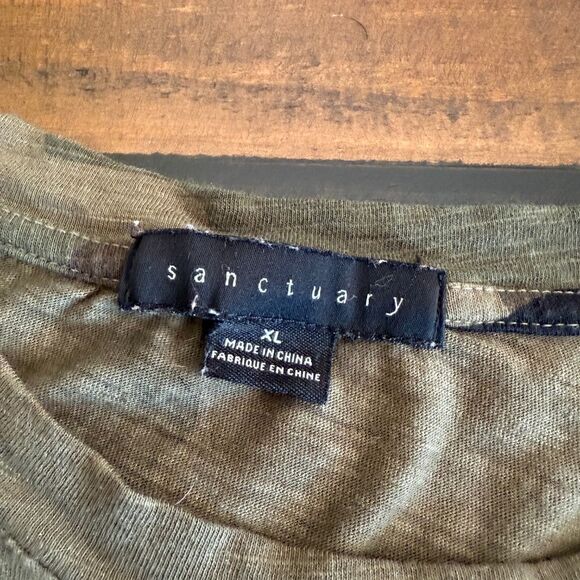 sanctuary
XL
MADE IN CHINA
FABRIQUE EN CHINE